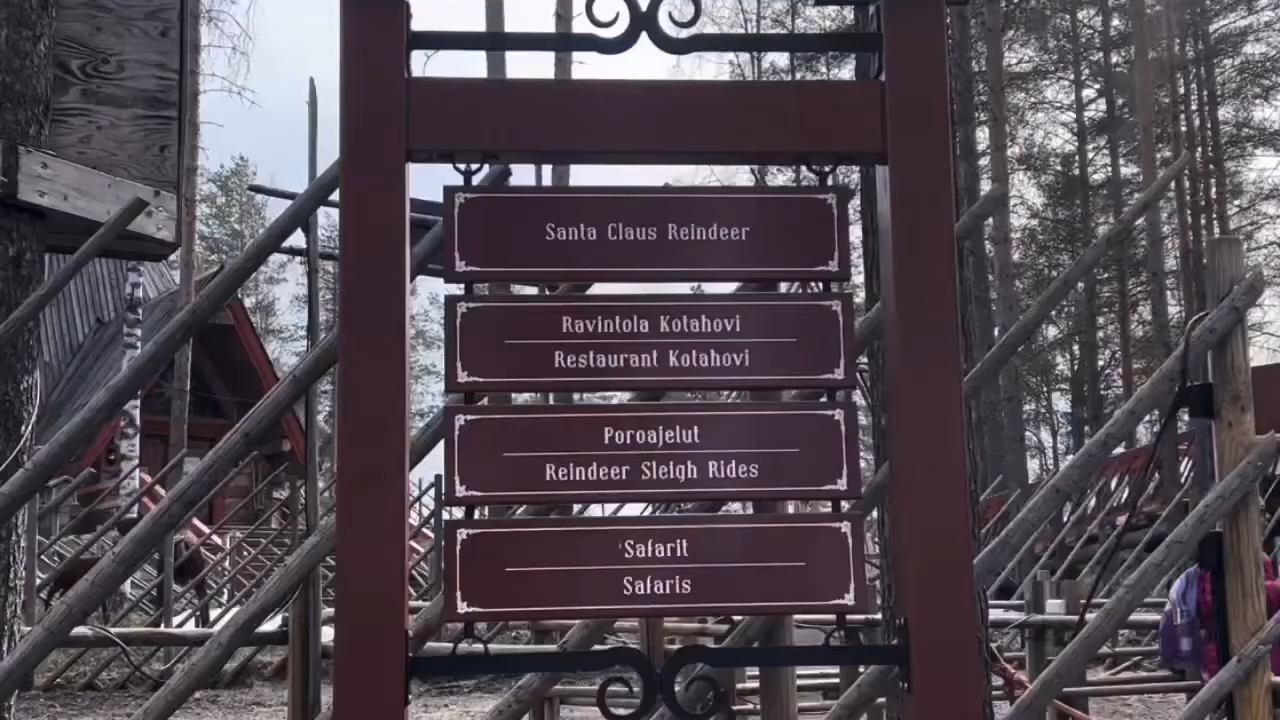 Santa Claus Reindeer
Ravintola Kotahovi
Restaurant Kotahovi
Poroajelut
Reindeer Sleigh Rides
Safarit
Safaris